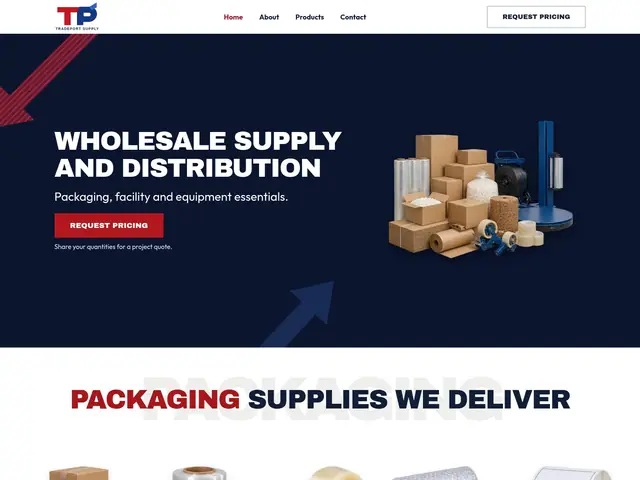 TP
TRADEPORT SUPPLY
Home
About
Products
Contact
REQUEST PRICING
WHOLESALE SUPPLY
AND DISTRIBUTION
Packaging, facility and equipment essentials.
REQUEST PRICING
Share your quantities for a project quote.
PACKAGING
PACKAGING SUPPLIES WE DELIVER